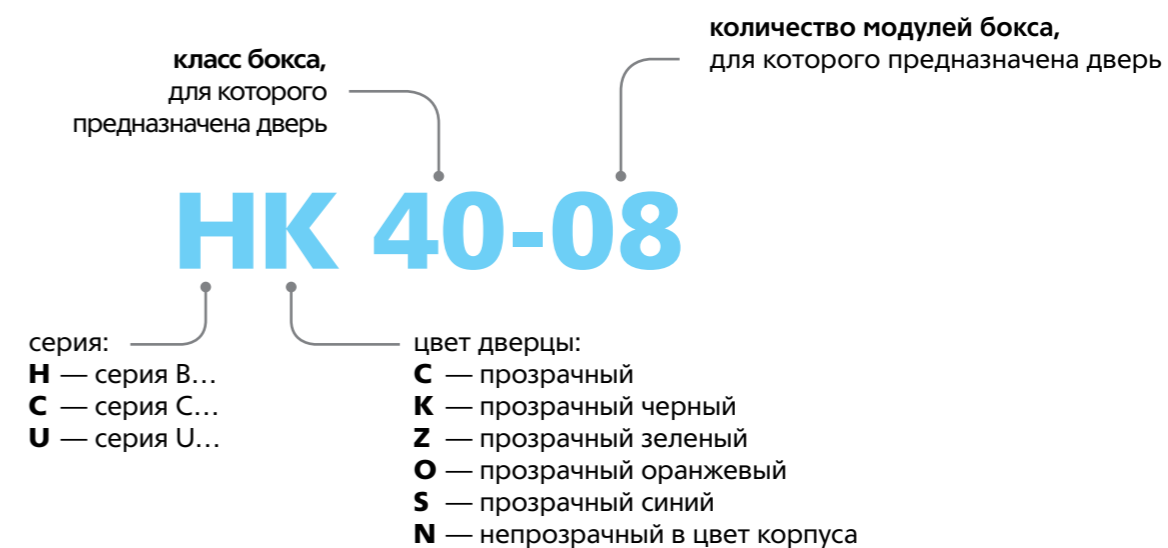 количество модулей бокса,
для которого предназначена дверь
класс бокса,
для которого
предназначена дверь
НК 40-08
серия:
H — серия B…
C — серия C…
U — серия U…
цвет дверцы:
C — прозрачный
K — прозрачный черный
Z — прозрачный зеленый
O — прозрачный оранжевый
S — прозрачный синий
N — непрозрачный в цвет корпуса